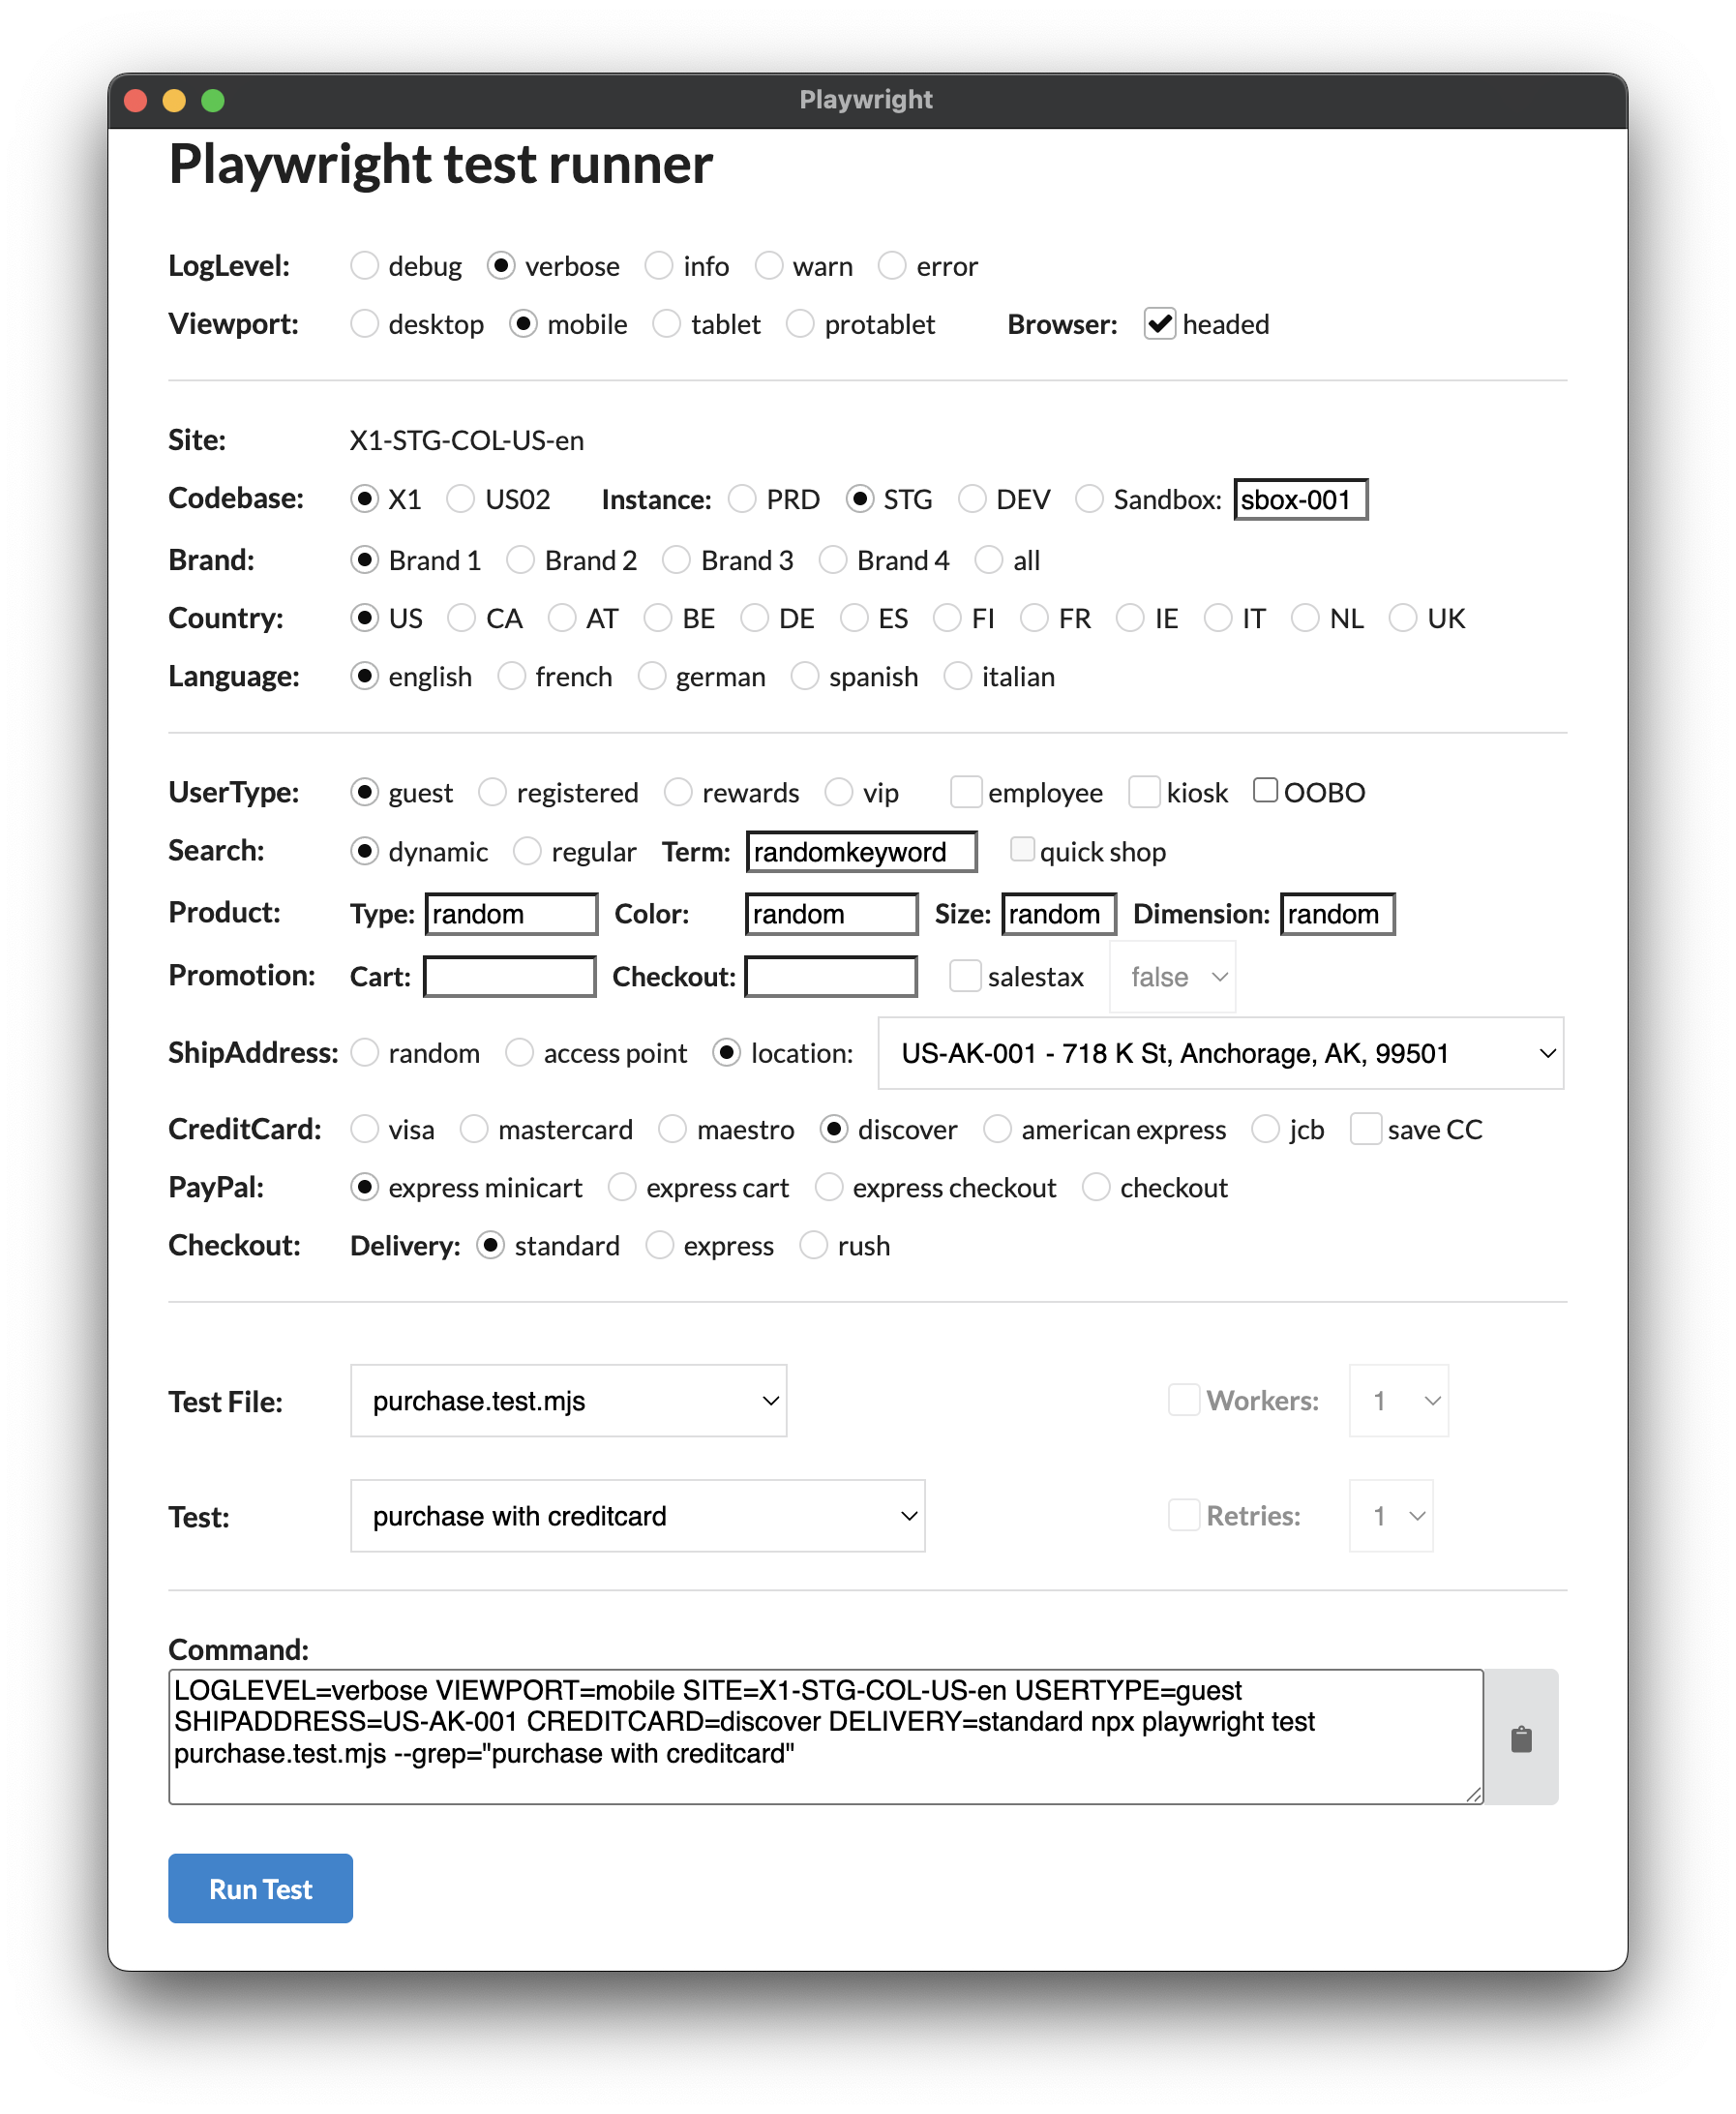 Playwright
Playwright test runner
LogLevel: debug verbose info warn error
Viewport: desktop mobile tablet protablet Browser: headed
Site: X1-STG-COL-US-en
Codebase: X1 US02 Instance: PRD STG DEV Sandbox: sbox-001
Brand: Brand 1 Brand 2 Brand 3 Brand 4 all
Country: US CA AT BE DE ES FI FR IE IT NL UK
Language: english french german spanish italian
UserType: guest registered rewards vip employee kiosk OOBO
Search: dynamic regular Term: randomkeyword quick shop
Product: Type: random Color: random Size: random Dimension: random
Promotion: Cart: Checkout: salestax false
ShipAddress: random access point location: US-AK-001 - 718 K St, Anchorage, AK, 99501
CreditCard: visa mastercard maestro discover american express jcb save CC
PayPal: express minicart express cart express checkout checkout
Checkout: Delivery: standard express rush
Test File: purchase.test.mjs Workers: 1
Test: purchase with creditcard Retries: 1
Command:
LOGLEVEL=verbose VIEWPORT=mobile SITE=X1-STG-COL-US-en USERTYPE=guest
SHIPADDRESS=US-AK-001 CREDITCARD=discover DELIVERY=standard npx playwright test
purchase.test.mjs --grep="purchase with creditcard"
Run Test